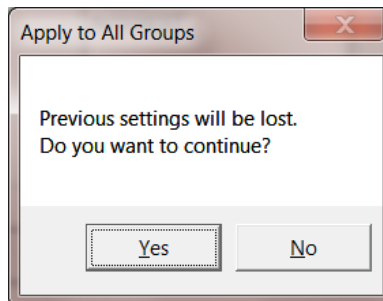 Apply to All Groups
Previous settings will be lost.
Do you want to continue?
Yes
No